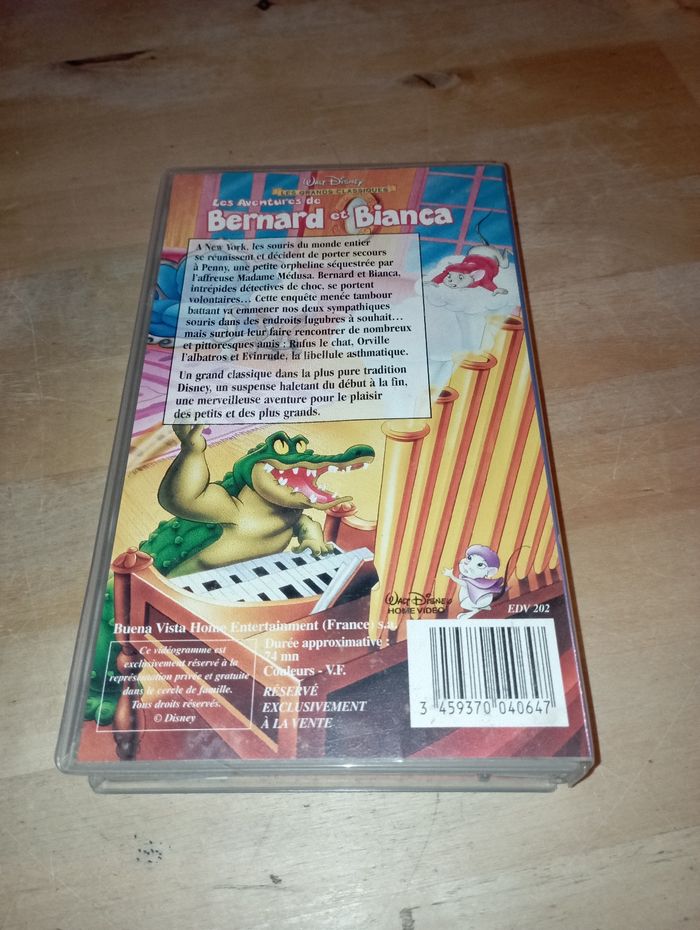 WALT DISNEY
LES GRANDS CLASSIQUES
Les Aventures de
Bernard et Bianca
A New York, les souris du monde entier
se réunissent et décident de porter secours
à Penny, une petite orpheline séquestrée par
l'affreuse Madame Médusa. Bernard et Bianca,
intrépides détectives de choc, se portent
volontaires... Cette enquête menée tambour
battant va emmener nos deux sympathiques
souris dans des endroits lugubres à souhait...
mais surtout leur faire rencontrer de nombreux
et pittoresques amis : Rufus le chat, Orville
l'albatros et Evinrude, la libellule asthmatique.
Un grand classique dans la plus pure tradition
Disney, un suspense haletant du début à la fin,
une merveilleuse aventure pour le plaisir
des petits et des plus grands.
WALT DISNEY
HOME VIDEO
EDV 202
Buena Vista Home Entertainment (France) s.a.
Ce vidéogramme est
exclusivement réservé à la
représentation privée et gratuite
dans le cercle de famille.
Tous droits réservés.
© Disney
Durée approximative :
74 mn
Couleurs - V.F.
RÉSERVÉ
EXCLUSIVEMENT
À LA VENTE
3 459370 040647